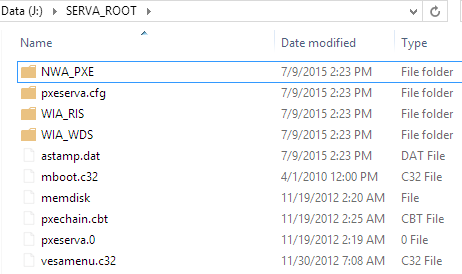 Data (J:) > SERVA_ROOT >
Name Date modified Type
NWA_PXE 7/9/2015 2:23 PM File folder
pxeserva.cfg 7/9/2015 2:23 PM File folder
WIA_RIS 7/9/2015 2:23 PM File folder
WIA_WDS 7/9/2015 2:23 PM File folder
astamp.dat 7/9/2015 2:23 PM DAT File
mboot.c32 4/1/2010 12:00 PM C32 File
memdisk 11/19/2012 2:20 AM File
pxechain.cbt 11/19/2012 2:25 AM CBT File
pxeserva.0 11/19/2012 2:19 AM 0 File
vesamenu.c32 11/30/2012 7:08 AM C32 File